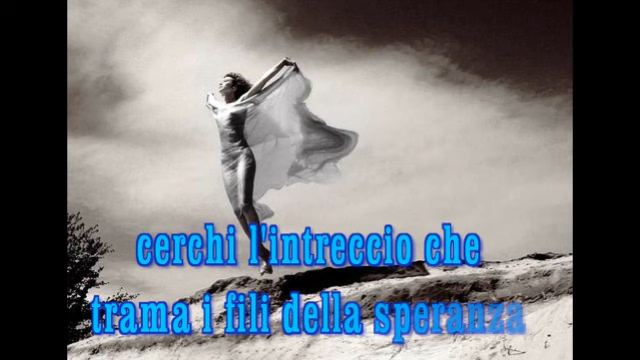 cerchi l'intreccio che
trama i fili della speranza